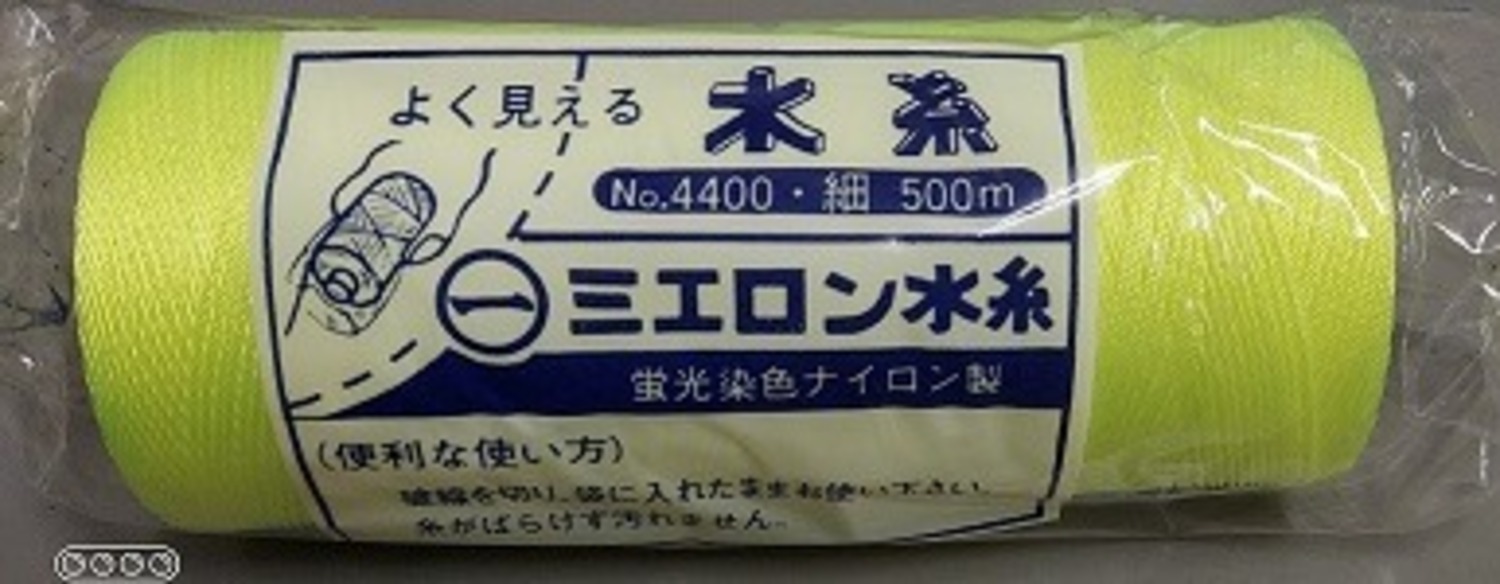 よく見える
水糸
No.4400・細 500m
㊀ ミエロン水糸
蛍光染色ナイロン製
(便利な使い方)
破線を切り、袋に入れたままお使い下さい。
糸がばらけず汚れません。